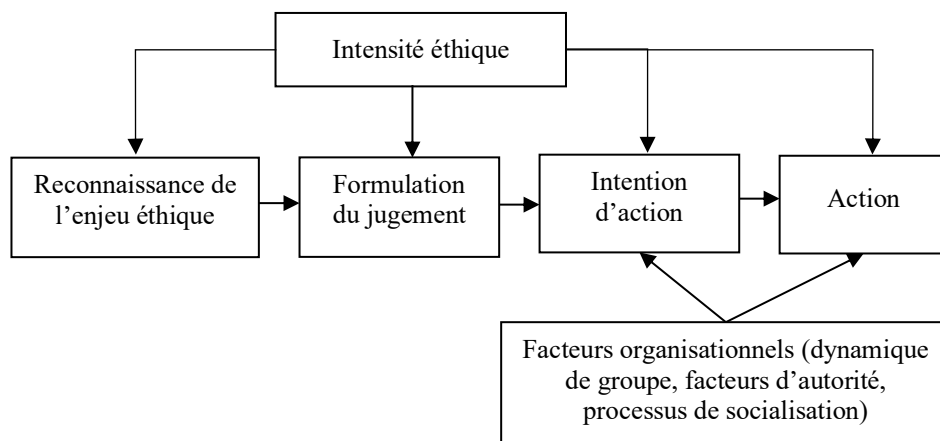 Intensité éthique
Reconnaissance de
l’enjeu éthique
Formulation
du jugement
Intention
d’action
Action
Facteurs organisationnels (dynamique
de groupe, facteurs d’autorité,
processus de socialisation)